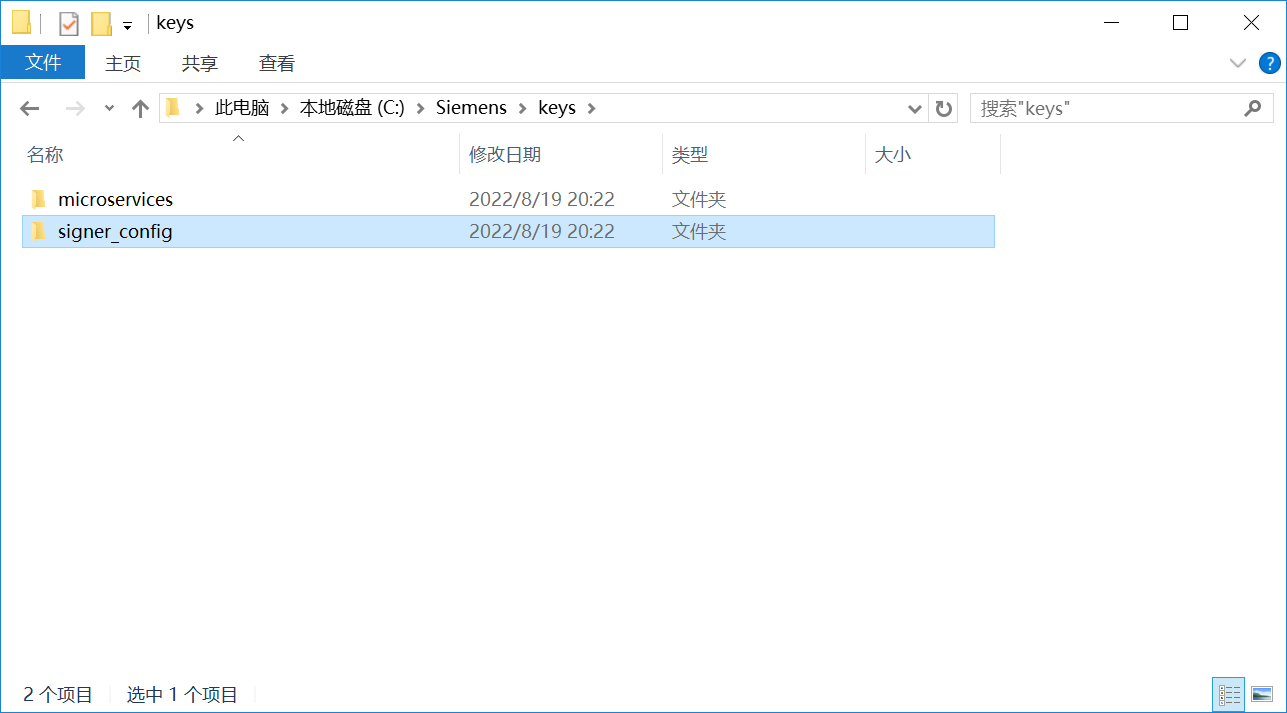 keys
文件 主页 共享 查看
此电脑 本地磁盘 (C:) Siemens keys 搜索"keys"
名称 修改日期 类型 大小
microservices 2022/8/19 20:22 文件夹
signer_config 2022/8/19 20:22 文件夹
2 个项目 选中 1 个项目